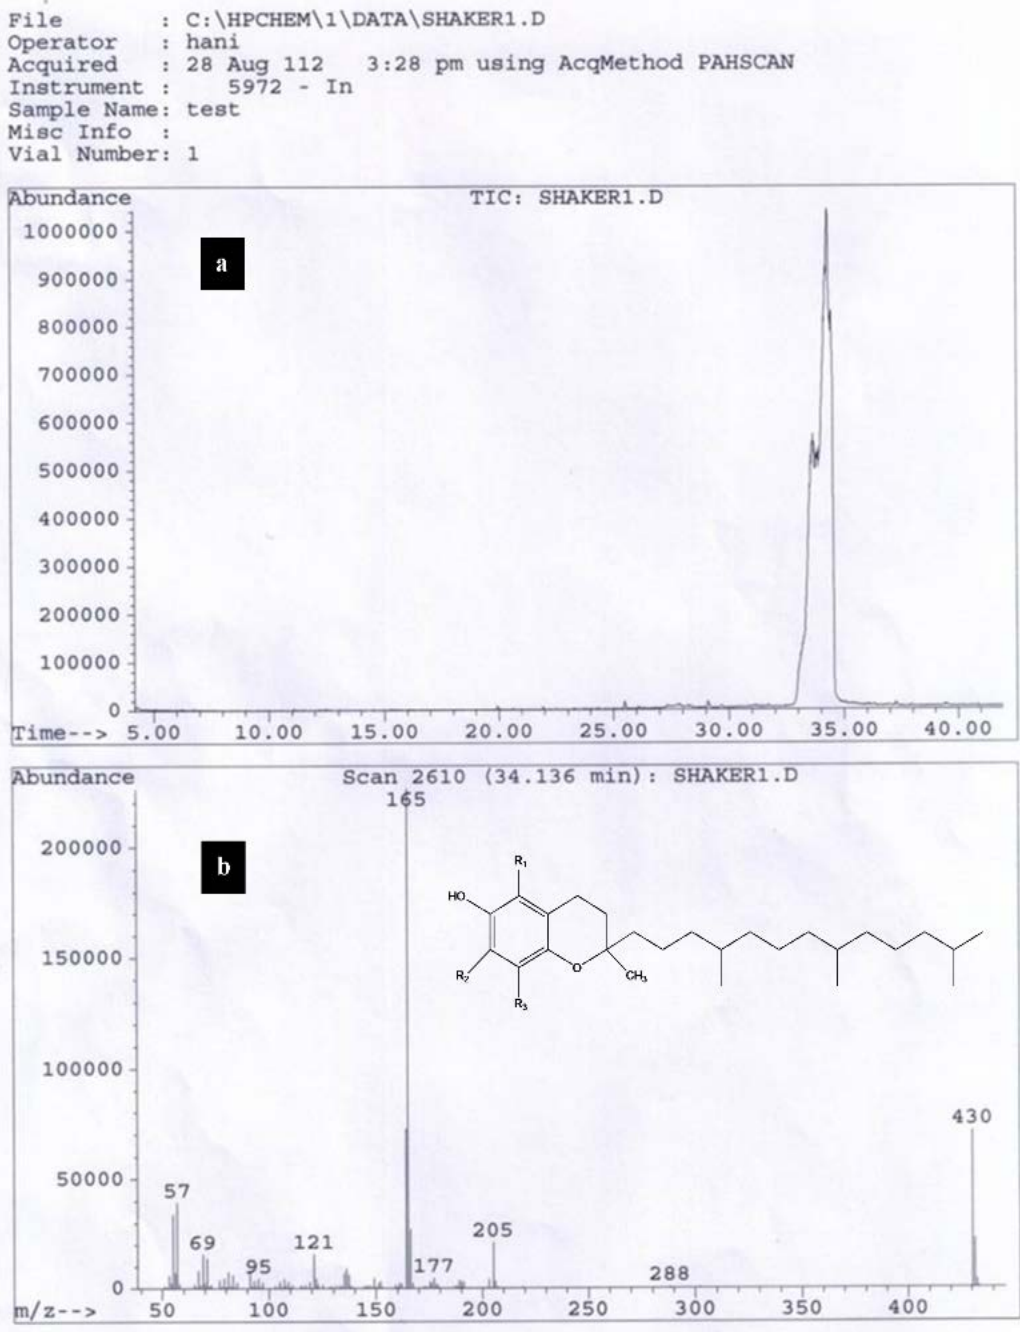 File : C:\HPCHEM\1\DATA\SHAKER1.D
Operator : hani
Acquired : 28 Aug 112 3:28 pm using AcqMethod PAHSCAN
Instrument : 5972 - In
Sample Name: test
Misc Info :
Vial Number: 1
Abundance TIC: SHAKER1.D
1000000
a
900000
800000
700000
600000
500000
400000
300000
200000
100000
0
Time--> 5.00 10.00 15.00 20.00 25.00 30.00 35.00 40.00
Abundance Scan 2610 (34.136 min): SHAKER1.D
165
200000
b
R₁
HO
150000
R₂ O CH₃
R₃
100000
430
50000
57
205
69 121
95 177 288
0
m/z--> 50 100 150 200 250 300 350 400